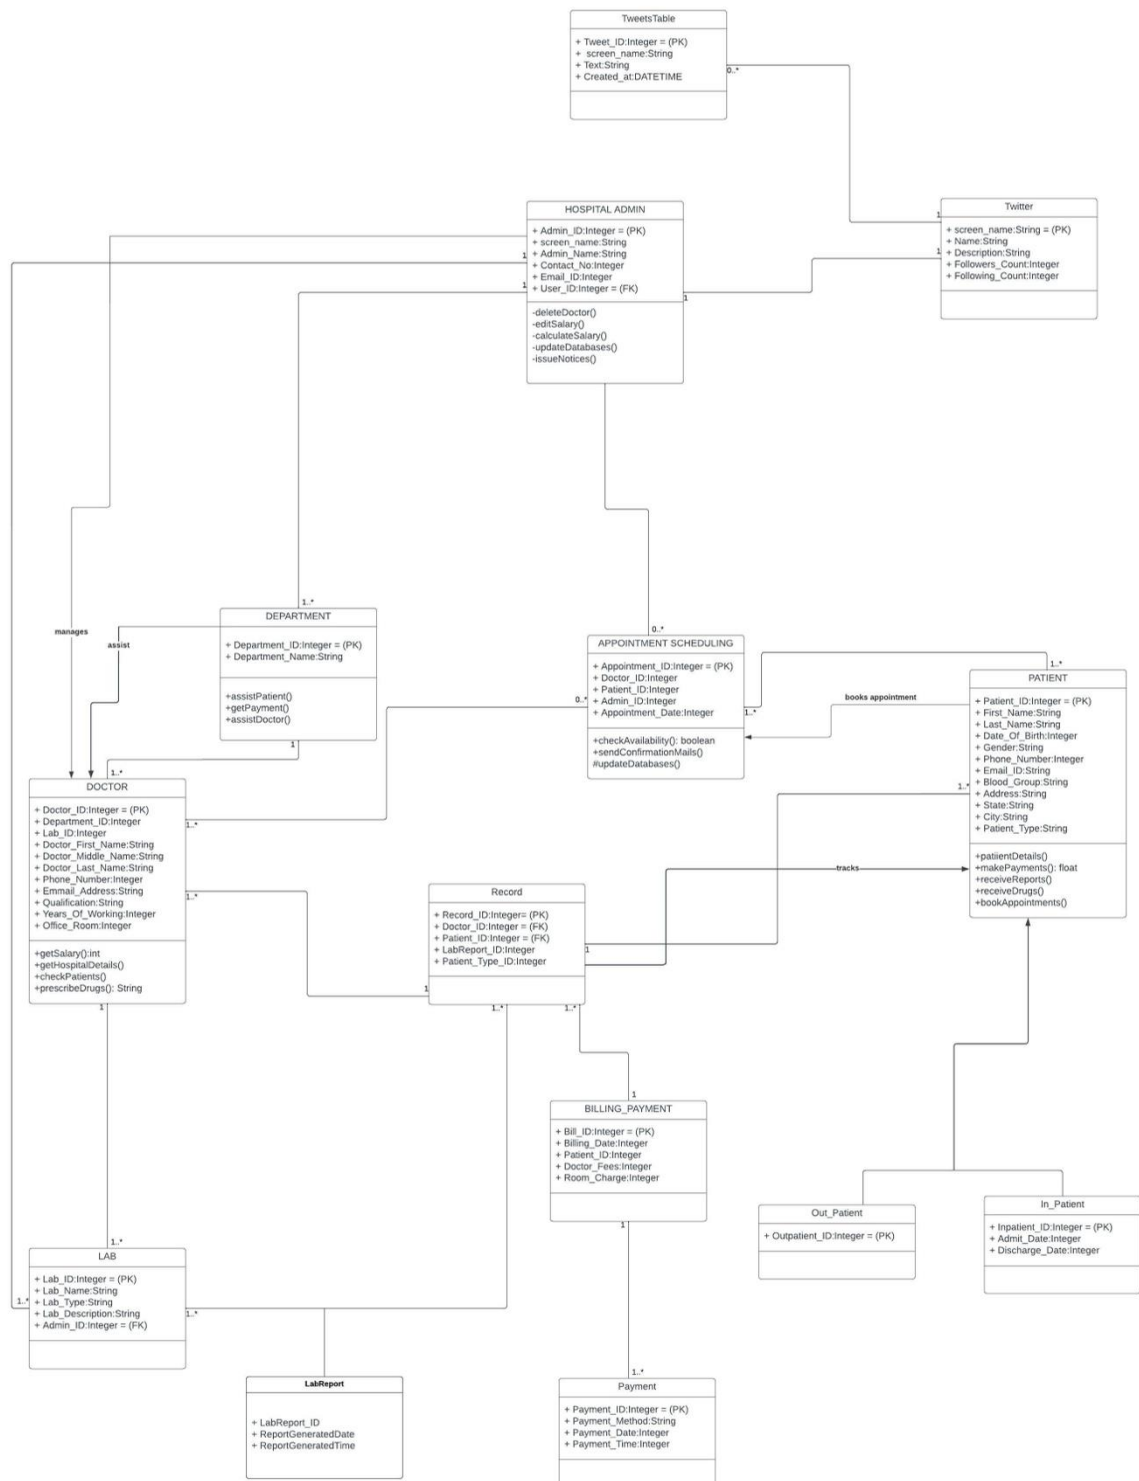 TweetsTable
+ Tweet_ID:Integer = (PK)
+ screen_name:String
+ Text:String
+ Created_at:DATETIME
0..*
HOSPITAL ADMIN
+ Admin_ID:Integer = (PK)
+ screen_name:String
+ Admin_Name:String
+ Contact_No:Integer
+ Email_ID:Integer
+ User_ID:Integer = (FK)
-deleteDoctor()
-editSalary()
-calculateSalary()
-updateDatabases()
-issueNotices()
1
1
1
Twitter
+ screen_name:String = (PK)
+ Name:String
+ Description:String
+ Followers_Count:Integer
+ Following_Count:Integer
1
1
manages
assist
1..*
DEPARTMENT
+ Department_ID:Integer = (PK)
+ Department_Name:String
+assistPatient()
+getPayment()
+assistDoctor()
1
0..*
APPOINTMENT SCHEDULING
+ Appointment_ID:Integer = (PK)
+ Doctor_ID:Integer
+ Patient_ID:Integer
+ Admin_ID:Integer
+ Appointment_Date:Integer
+checkAvailability(): boolean
+sendConfirmationMails()
#updateDatabases()
0..*
1..*
books appointment
1..*
PATIENT
+ Patient_ID:Integer = (PK)
+ First_Name:String
+ Last_Name:String
+ Date_Of_Birth:Integer
+ Gender:String
+ Phone_Number:Integer
+ Email_ID:String
+ Blood_Group:String
+ Address:String
+ State:String
+ City:String
+ Patient_Type:String
+patiientDetails()
+makePayments(): float
+receiveReports()
+receiveDrugs()
+bookAppointments()
1..*
1..*
DOCTOR
+ Doctor_ID:Integer = (PK)
+ Department_ID:Integer
+ Lab_ID:Integer
+ Doctor_First_Name:String
+ Doctor_Middle_Name:String
+ Doctor_Last_Name:String
+ Phone_Number:Integer
+ Emmail_Address:String
+ Qualification:String
+ Years_Of_Working:Integer
+ Office_Room:Integer
+getSalary():int
+getHospitalDetails()
+checkPatients()
+prescribeDrugs(): String
1..*
1..*
1
tracks
Record
+ Record_ID:Integer= (PK)
+ Doctor_ID:Integer = (FK)
+ Patient_ID:Integer = (FK)
+ LabReport_ID:Integer
+ Patient_Type_ID:Integer
1
1
1..*
1..*
1
BILLING_PAYMENT
+ Bill_ID:Integer = (PK)
+ Billing_Date:Integer
+ Patient_ID:Integer
+ Doctor_Fees:Integer
+ Room_Charge:Integer
1
Out_Patient
+ Outpatient_ID:Integer = (PK)
In_Patient
+ Inpatient_ID:Integer = (PK)
+ Admit_Date:Integer
+ Discharge_Date:Integer
1..*
LAB
+ Lab_ID:Integer = (PK)
+ Lab_Name:String
+ Lab_Type:String
+ Lab_Description:String
+ Admin_ID:Integer = (FK)
1..*
1..*
LabReport
+ LabReport_ID
+ ReportGeneratedDate
+ ReportGeneratedTime
1..*
Payment
+ Payment_ID:Integer = (PK)
+ Payment_Method:String
+ Payment_Date:Integer
+ Payment_Time:Integer